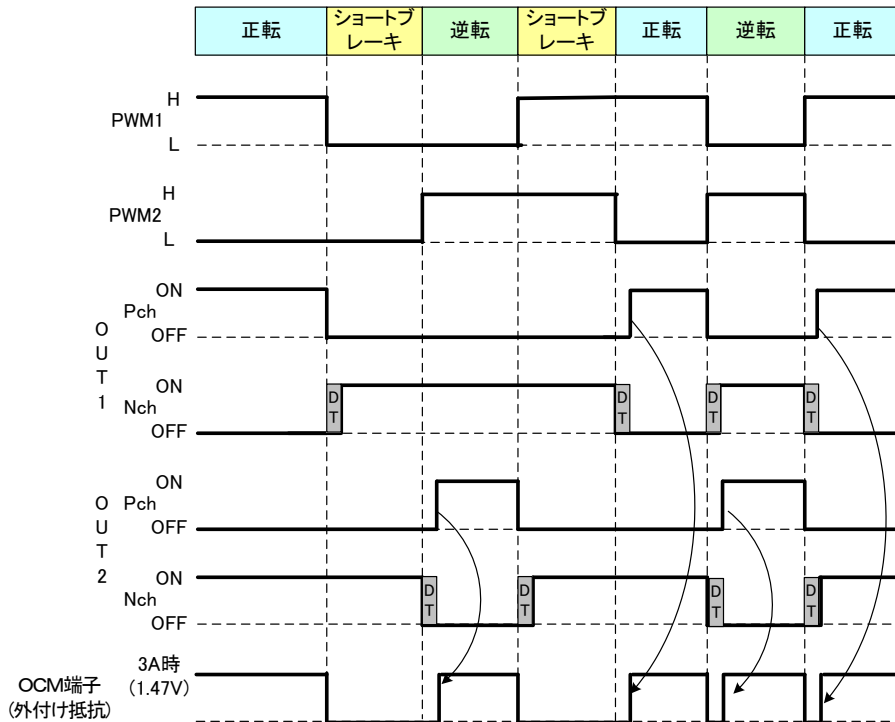 正転
ショートブ
レーキ
逆転
ショートブ
レーキ
正転
逆転
正転
H
PWM1
L
H
PWM2
L
ON
Pch
OFF
O
U
T
1
ON
Nch
OFF
D
T
D
T
D
T
D
T
ON
Pch
OFF
O
U
T
2
ON
Nch
OFF
D
T
D
T
D
T
D
T
3A時
(1.47V)
OCM端子
(外付け抵抗)